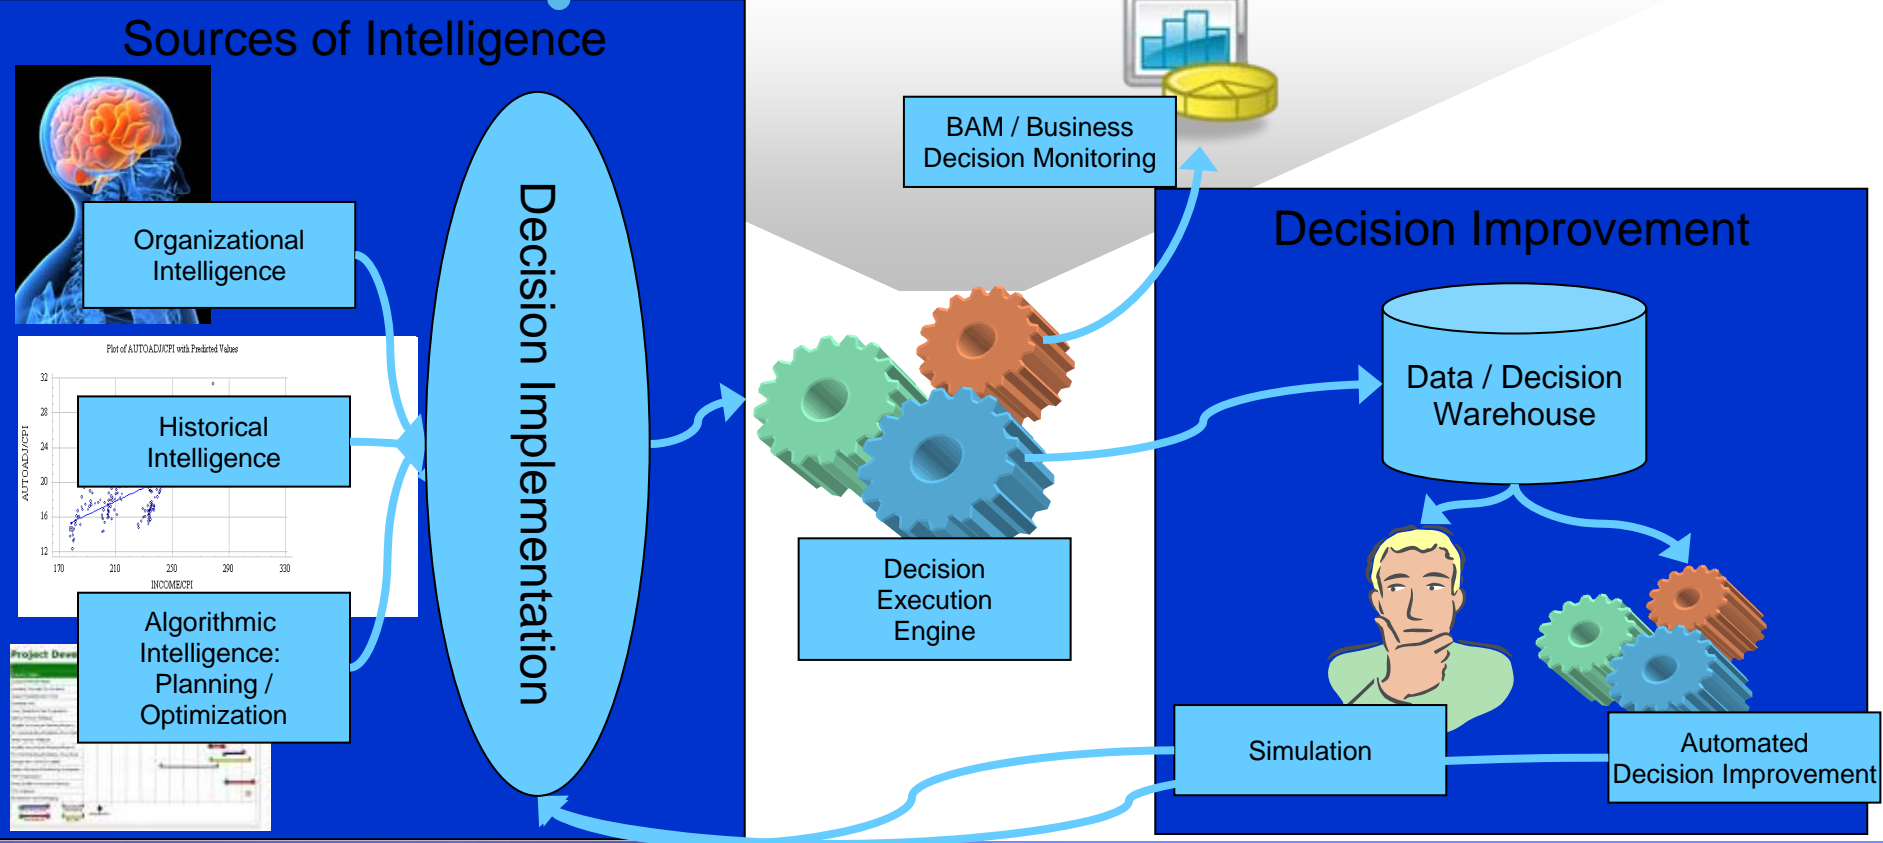 Sources of Intelligence
Organizational
Intelligence
Plot of AUTOADJ/CPI with Predicted Values
32
28
24
20
16
12
AUTOADJ/CPI
170
210
250
290
330
INCOME/CPI
Historical
Intelligence
Algorithmic
Intelligence:
Planning /
Optimization
Project Deve
Decision Implementation
BAM / Business
Decision Monitoring
Decision
Execution
Engine
Decision Improvement
Data / Decision
Warehouse
Simulation
Automated
Decision Improvement